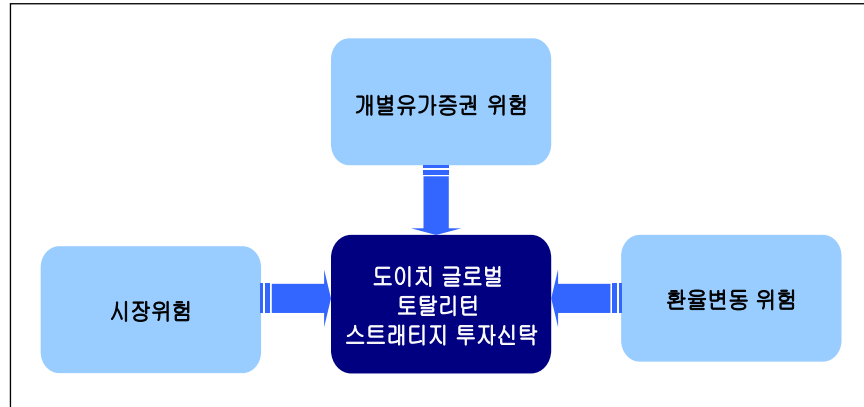 개별유가증권 위험
시장위험
도이치 글로벌
토탈리턴
스트래티지 투자신탁
환율변동 위험